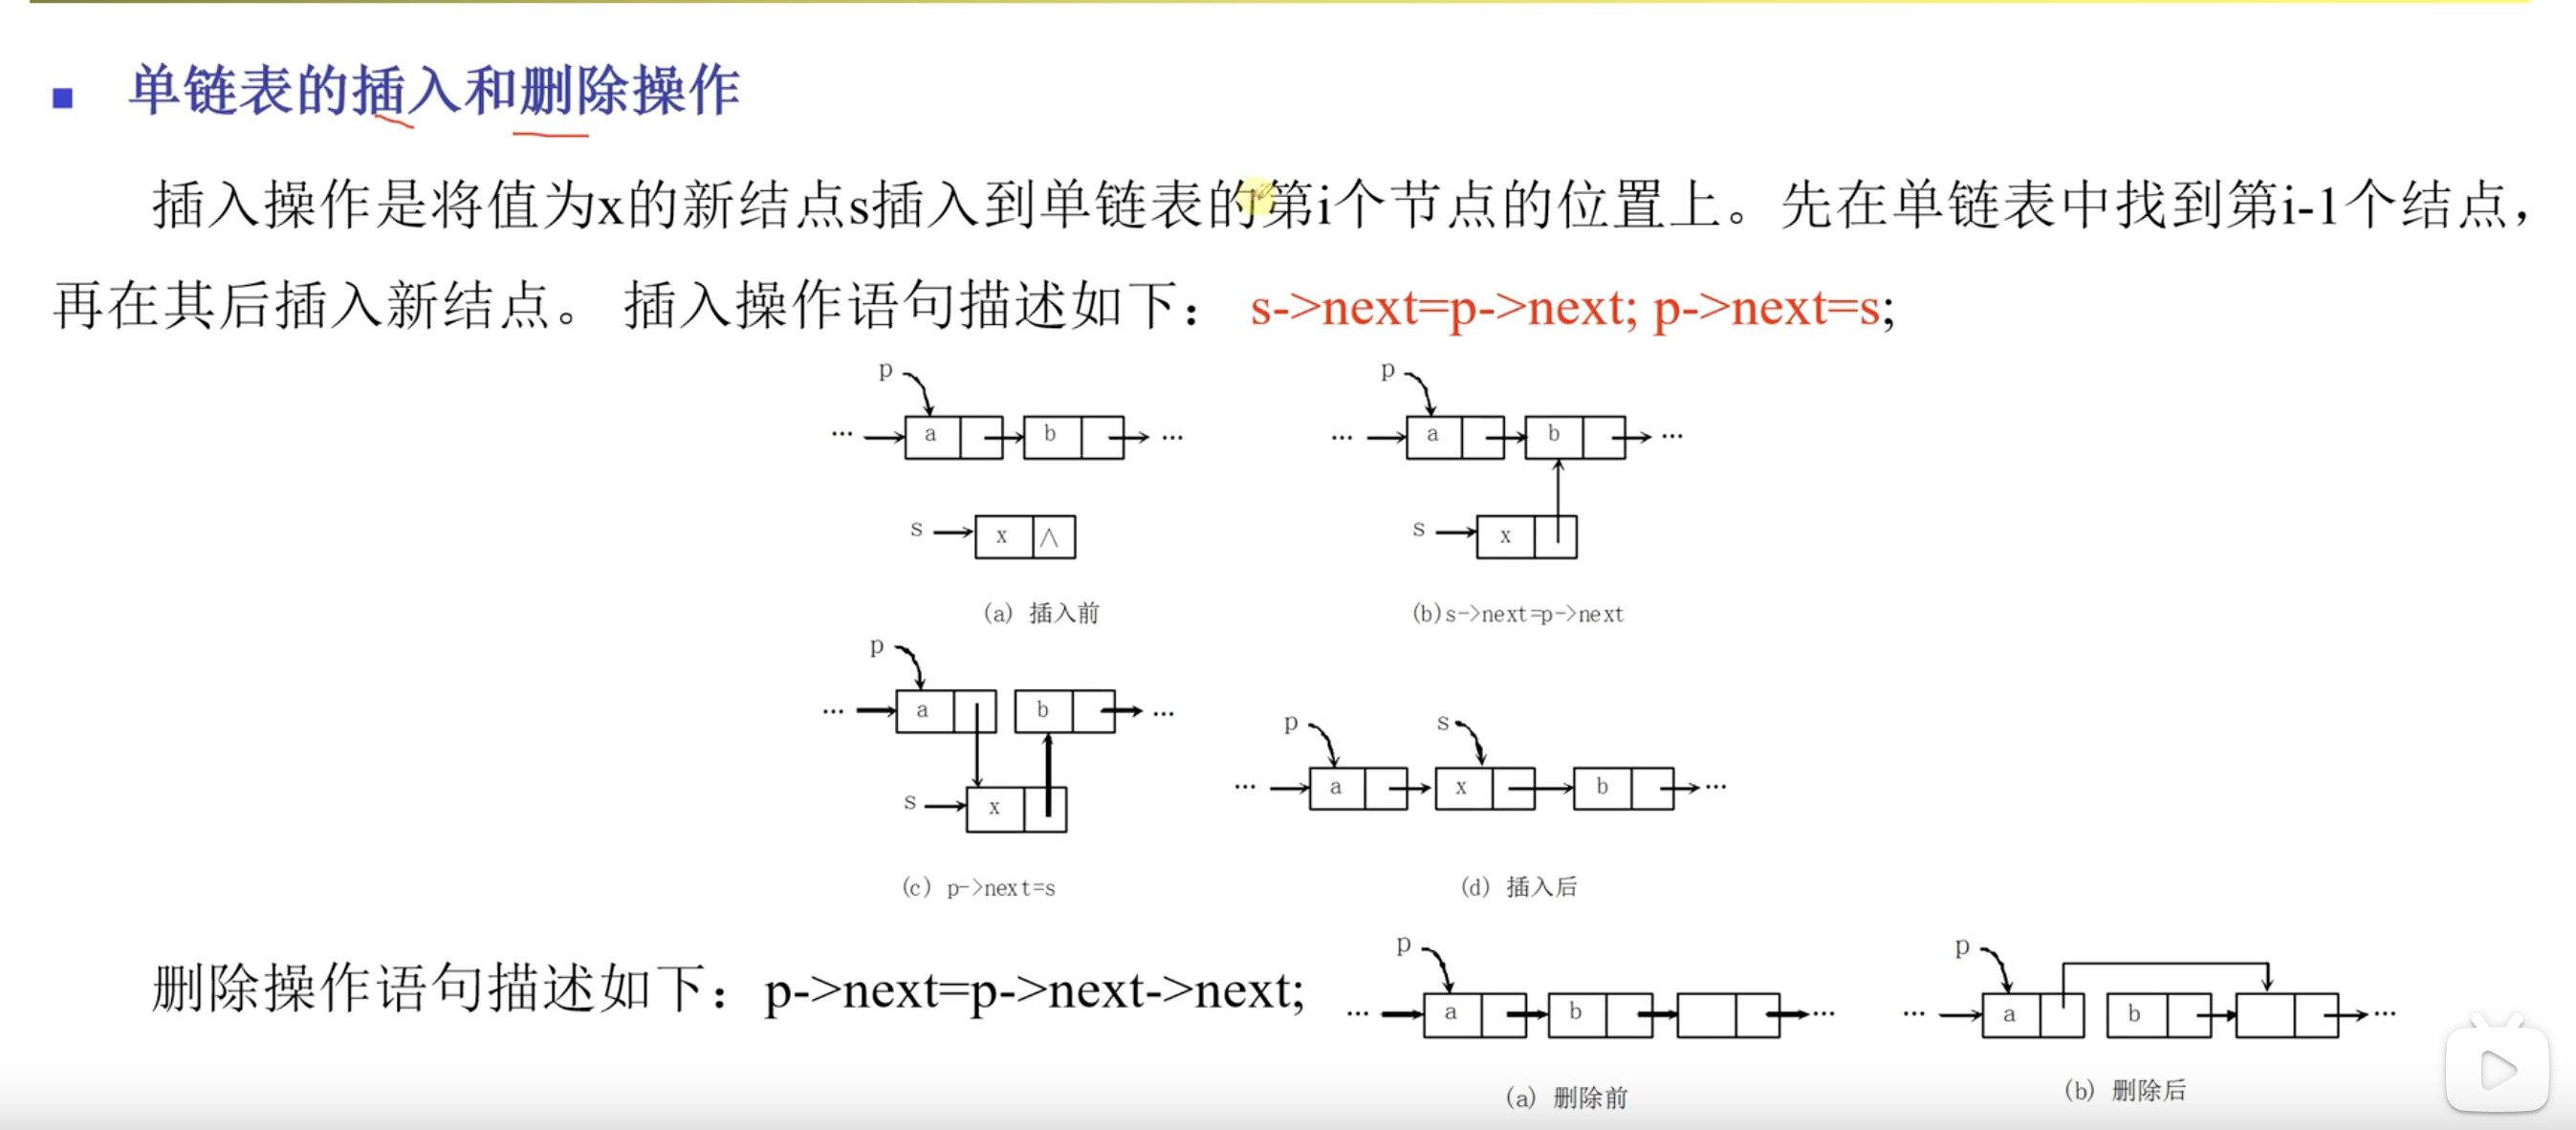 单链表的插入和删除操作
插入操作是将值为x的新结点s插入到单链表的第i个节点的位置上。先在单链表中找到第i-1个结点，
再在其后插入新结点。 插入操作语句描述如下： s->next=p->next; p->next=s;
p
p
... a b ...
... a b ...
s x ∧
s x
(a) 插入前
(b)s->next=p->next
p
... a b ...
s x
p s
... a x b ...
(c) p->next=s
(d) 插入后
删除操作语句描述如下：p->next=p->next->next;
p
... a b ...
p
... a b ...
(a) 删除前
(b) 删除后